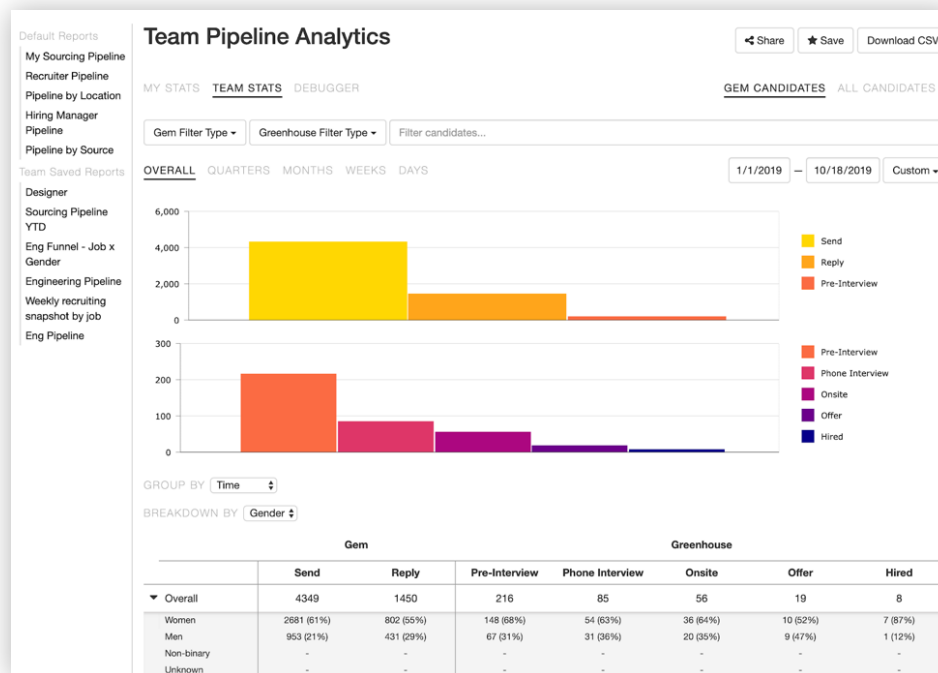 Default Reports
My Sourcing Pipeline
Recruiter Pipeline
Pipeline by Location
Hiring Manager
Pipeline
Pipeline by Source
Team Saved Reports
Designer
Sourcing Pipeline
YTD
Eng Funnel - Job x
Gender
Engineering Pipeline
Weekly recruiting
snapshot by job
Eng Pipeline
Team Pipeline Analytics
Share Save Download CSV
MY STATS TEAM STATS DEBUGGER
GEM CANDIDATES ALL CANDIDATES
Gem Filter Type Greenhouse Filter Type Filter candidates...
OVERALL QUARTERS MONTHS WEEKS DAYS
1/1/2019 – 10/18/2019 Custom
6,000
4,000
2,000
0
Send
Reply
Pre-Interview
300
200
100
0
Pre-Interview
Phone Interview
Onsite
Offer
Hired
GROUP BY Time
BREAKDOWN BY Gender
Gem Greenhouse
Send Reply Pre-Interview Phone Interview Onsite Offer Hired
Overall 4349 1450 216 85 56 19 8
Women 2681 (61%) 802 (55%) 148 (68%) 54 (63%) 36 (64%) 10 (52%) 7 (87%)
Men 953 (21%) 431 (29%) 67 (31%) 31 (36%) 20 (35%) 9 (47%) 1 (12%)
Non-binary - - - - - - -
Unknown - - - - - - -